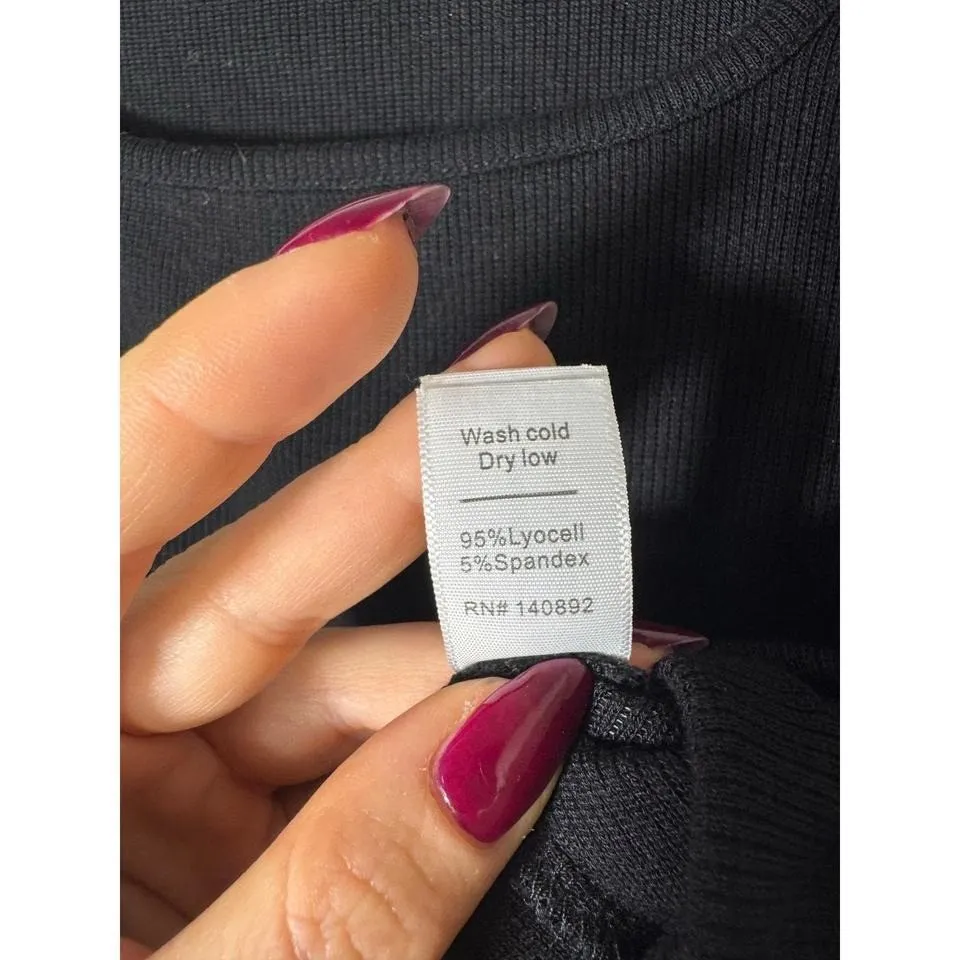 Wash cold
Dry low
95%Lyocell
5%Spandex
RN# 140892